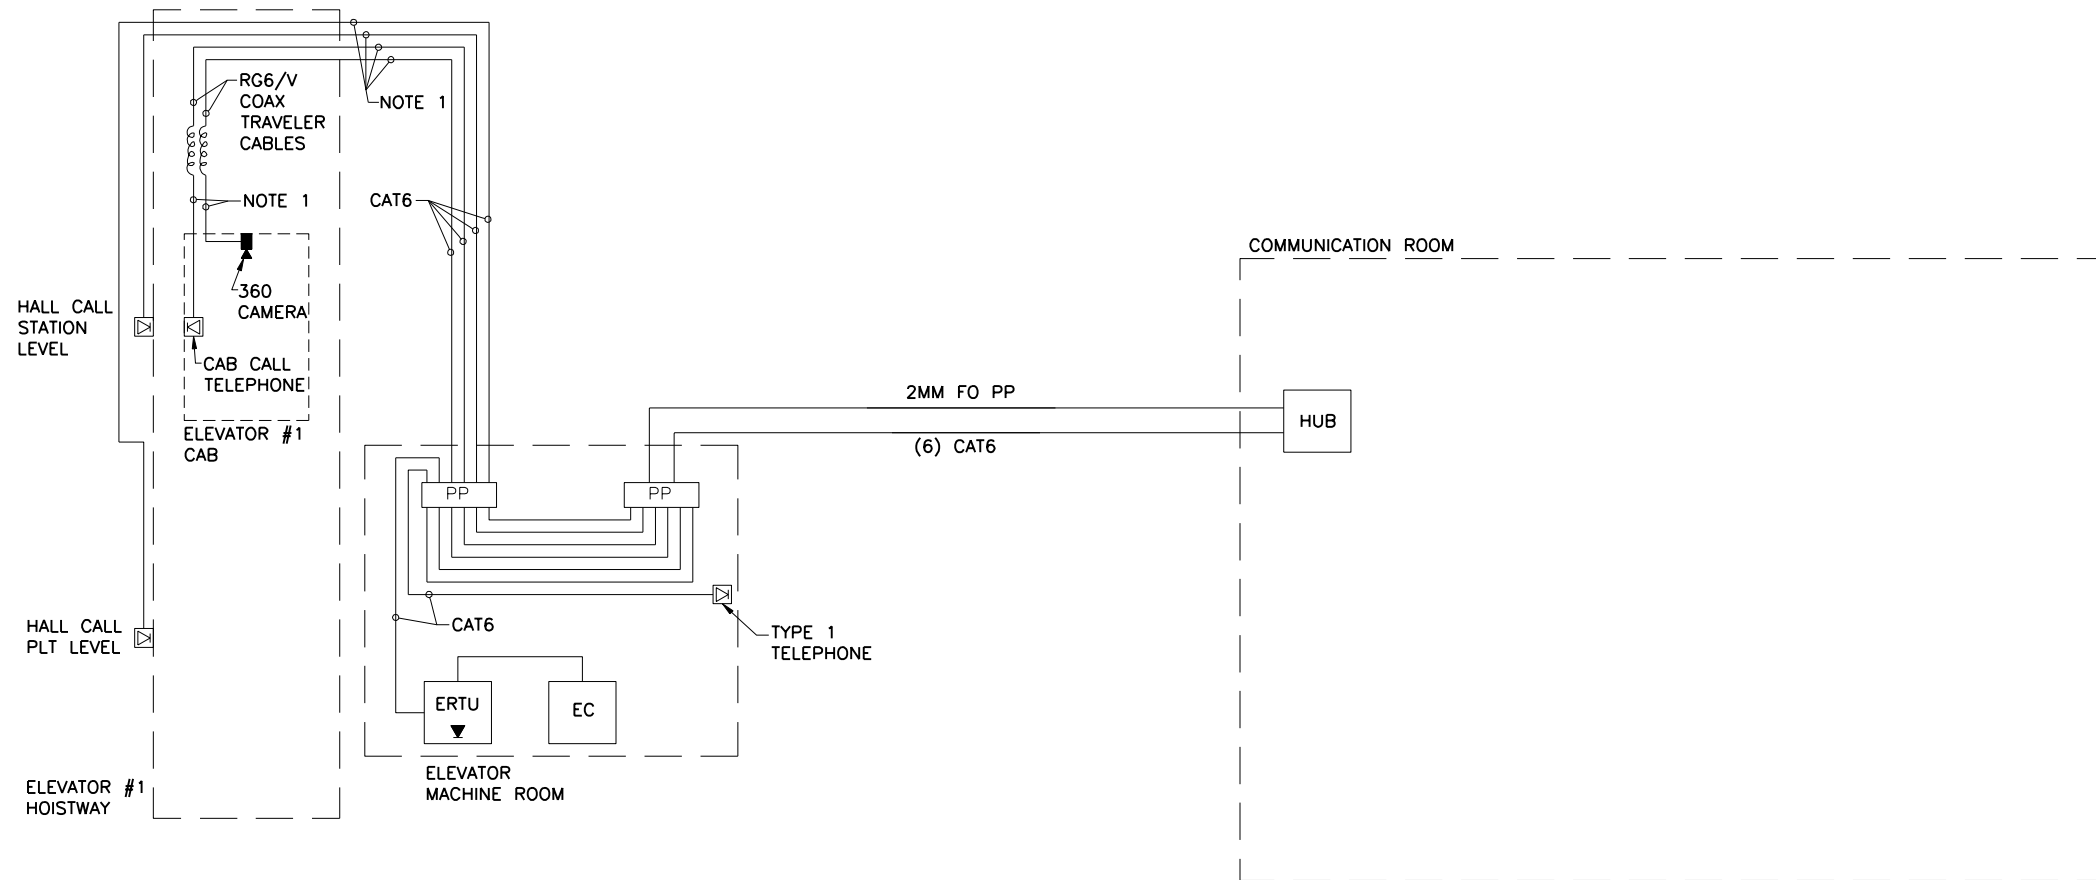 RG6/V
COAX
TRAVELER
CABLES
NOTE 1
NOTE 1
CAT6
COMMUNICATION ROOM
360
CAMERA
HALL CALL
STATION
LEVEL
CAB CALL
TELEPHONE
2MM FO PP
HUB
ELEVATOR #1
CAB
(6) CAT6
PP
PP
CAT6
TYPE 1
TELEPHONE
HALL CALL
PLT LEVEL
ERTU
EC
ELEVATOR
MACHINE ROOM
ELEVATOR #1
HOISTWAY